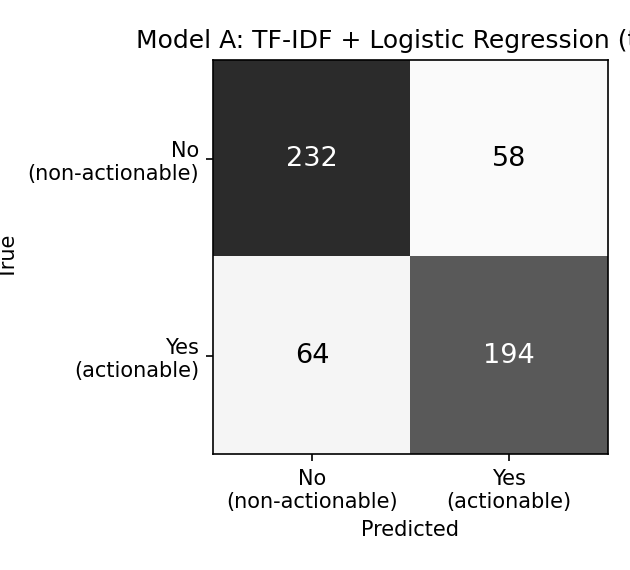 Model A: TF-IDF + Logistic Regression (
No
(non-actionable)
232
58
True
Yes
(actionable)
64
194
No
(non-actionable)
Yes
(actionable)
Predicted